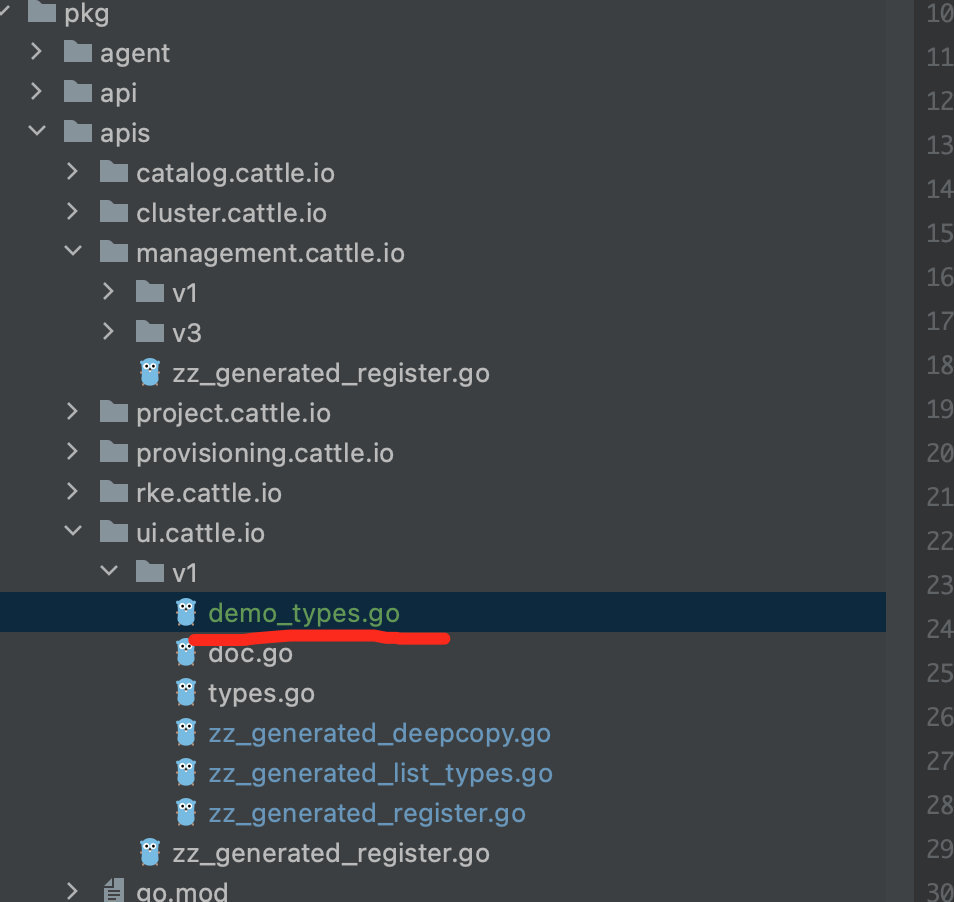 pkg
10
agent
11
api
12
apis
13
catalog.cattle.io
14
cluster.cattle.io
15
management.cattle.io
16
v1
17
v3
18
zz_generated_register.go
19
project.cattle.io
20
provisioning.cattle.io
21
rke.cattle.io
22
ui.cattle.io
23
v1
24
demo_types.go
25
doc.go
26
types.go
27
zz_generated_deepcopy.go
28
zz_generated_list_types.go
29
zz_generated_register.go
30
zz_generated_register.go
go.mod